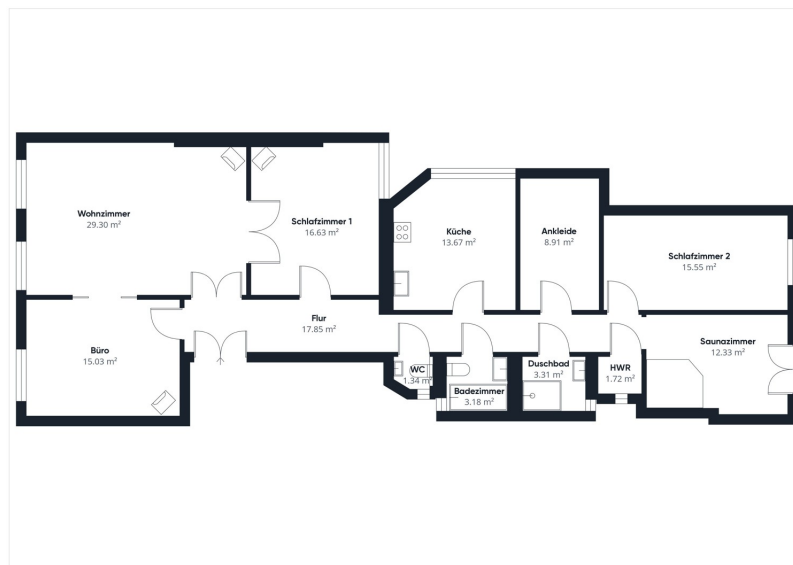 Wohnzimmer
29.30 m²
Schlafzimmer 1
16.63 m²
Küche
13.67 m²
Ankleide
8.91 m²
Schlafzimmer 2
15.55 m²
Flur
17.85 m²
Büro
15.03 m²
WC
1.34 m²
Badezimmer
3.18 m²
Duschbad
3.31 m²
HWR
1.72 m²
Saunazimmer
12.33 m²